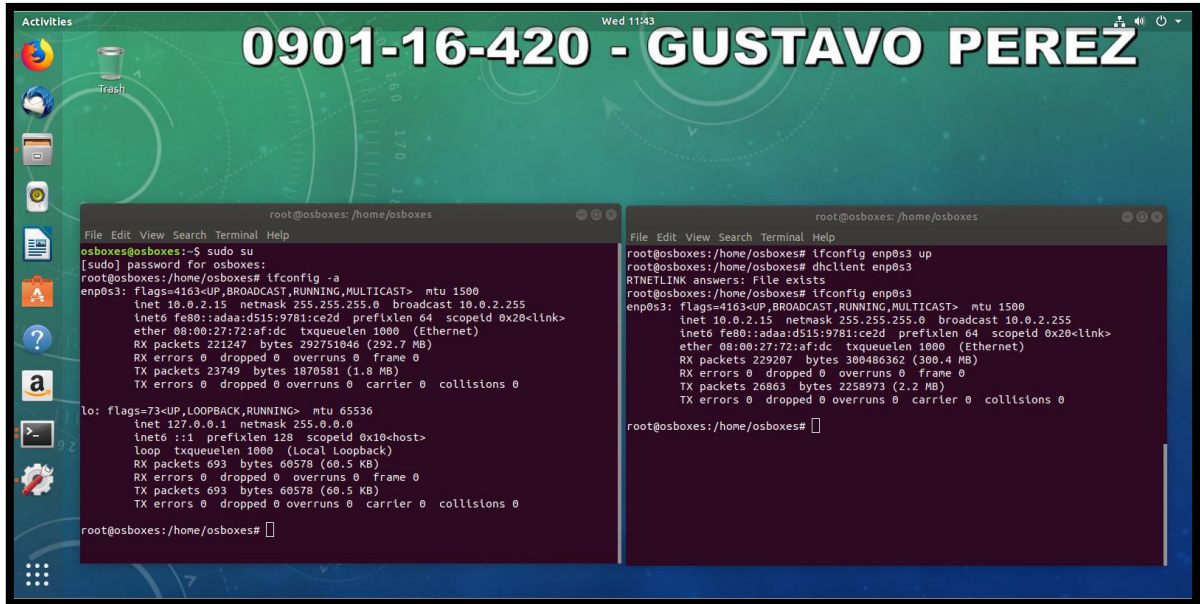 Activities
Wed 11:43
0901-16-420 - GUSTAVO PEREZ
Trash
root@osboxes: /home/osboxes
File Edit View Search Terminal Help
osboxes@osboxes:~$ sudo su
[sudo] password for osboxes:
root@osboxes:/home/osboxes# ifconfig -a
enp0s3: flags=4163<UP,BROADCAST,RUNNING,MULTICAST>  mtu 1500
        inet 10.0.2.15  netmask 255.255.255.0  broadcast 10.0.2.255
        inet6 fe80::adaa:d515:9781:ce2d  prefixlen 64  scopeid 0x20<link>
        ether 08:00:27:72:af:dc  txqueuelen 1000  (Ethernet)
        RX packets 221247  bytes 292751046 (292.7 MB)
        RX errors 0  dropped 0  overruns 0  frame 0
        TX packets 23749  bytes 1870581 (1.8 MB)
        TX errors 0  dropped 0 overruns 0  carrier 0  collisions 0
lo: flags=73<UP,LOOPBACK,RUNNING>  mtu 65536
        inet 127.0.0.1  netmask 255.0.0.0
        inet6 ::1  prefixlen 128  scopeid 0x10<host>
        loop  txqueuelen 1000  (Local Loopback)
        RX packets 693  bytes 60578 (60.5 KB)
        RX errors 0  dropped 0  overruns 0  frame 0
        TX packets 693  bytes 60578 (60.5 KB)
        TX errors 0  dropped 0 overruns 0  carrier 0  collisions 0
root@osboxes:/home/osboxes#
root@osboxes: /home/osboxes
File Edit View Search Terminal Help
root@osboxes:/home/osboxes# ifconfig enp0s3 up
root@osboxes:/home/osboxes# dhclient enp0s3
RTNETLINK answers: File exists
root@osboxes:/home/osboxes# ifconfig enp0s3
enp0s3: flags=4163<UP,BROADCAST,RUNNING,MULTICAST>  mtu 1500
        inet 10.0.2.15  netmask 255.255.255.0  broadcast 10.0.2.255
        inet6 fe80::adaa:d515:9781:ce2d  prefixlen 64  scopeid 0x20<link>
        ether 08:00:27:72:af:dc  txqueuelen 1000  (Ethernet)
        RX packets 229207  bytes 300486362 (300.4 MB)
        RX errors 0  dropped 0  overruns 0  frame 0
        TX packets 26863  bytes 2258973 (2.2 MB)
        TX errors 0  dropped 0 overruns 0  carrier 0  collisions 0
root@osboxes:/home/osboxes#
160
170